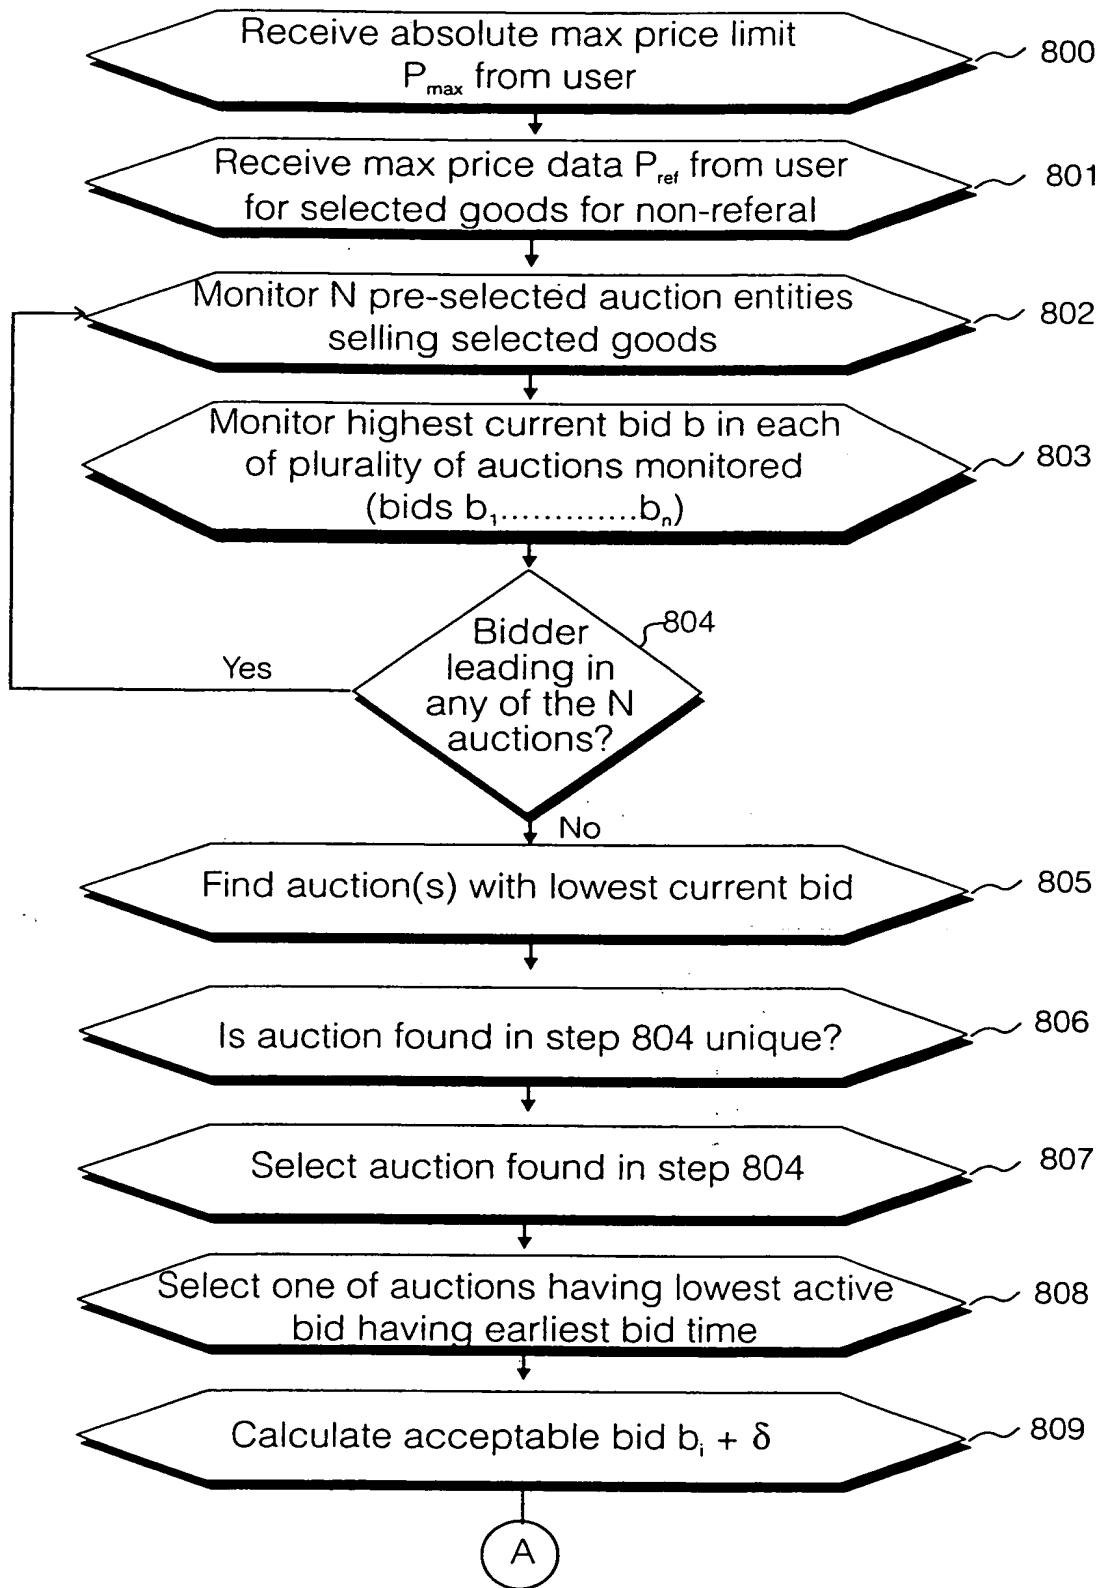 Receive absolute max price limit
Pmax from user
800
Receive max price data Pref from user
for selected goods for non-referal
801
Monitor N pre-selected auction entities
selling selected goods
802
Monitor highest current bid b in each
of plurality of auctions monitored
(bids b1.............bn)
803
Bidder
leading in
any of the N
auctions?
804
Yes
No
Find auction(s) with lowest current bid
805
Is auction found in step 804 unique?
806
Select auction found in step 804
807
Select one of auctions having lowest active
bid having earliest bid time
808
Calculate acceptable bid bi + δ
809
A